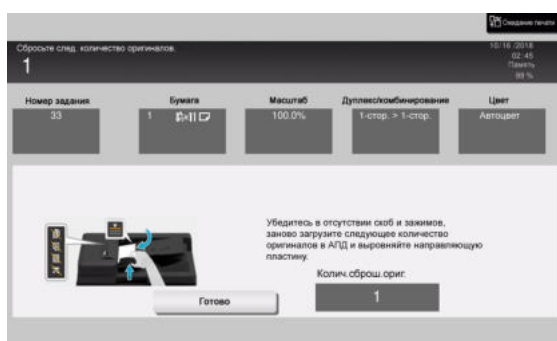 Ожидание печати
Сбросьте след. количество оригиналов.
1
10/16 /2018
02:45
Память
99 %
Номер задания
33
Бумага
1
Масштаб
100.0%
Дуплекс/комбинирование
1-стор. > 1-стор.
Цвет
Автоцвет
Убедитесь в отсутствии скоб и зажимов,
заново загрузите следующее количество
оригиналов в АПД и выровняйте направляющую
пластину.
Колич.сброш.ориг.
1
Готово